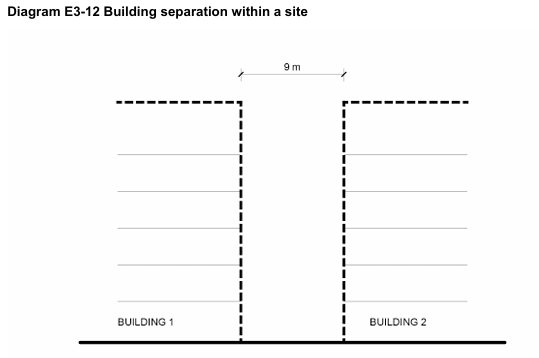 Diagram E3-12 Building separation within a site
9 m
BUILDING 1
BUILDING 2